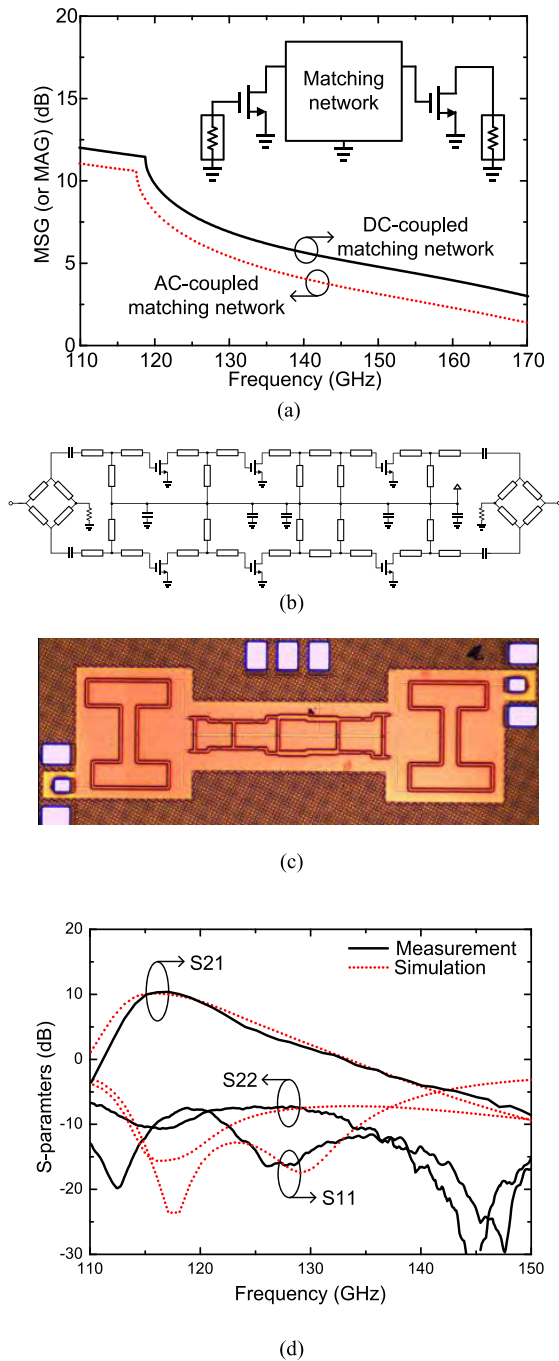 20
15
10
5
0
MSG (or MAG) (dB)
Matching
network
DC-coupled
matching network
AC-coupled
matching network
110 120 130 140 150 160 170
Frequency (GHz)
(a)
(b)
(c)
20
10
0
-10
-20
-30
S-paramters (dB)
S21
Measurement
Simulation
S22
S11
110 120 130 140 150
Frequency (GHz)
(d)